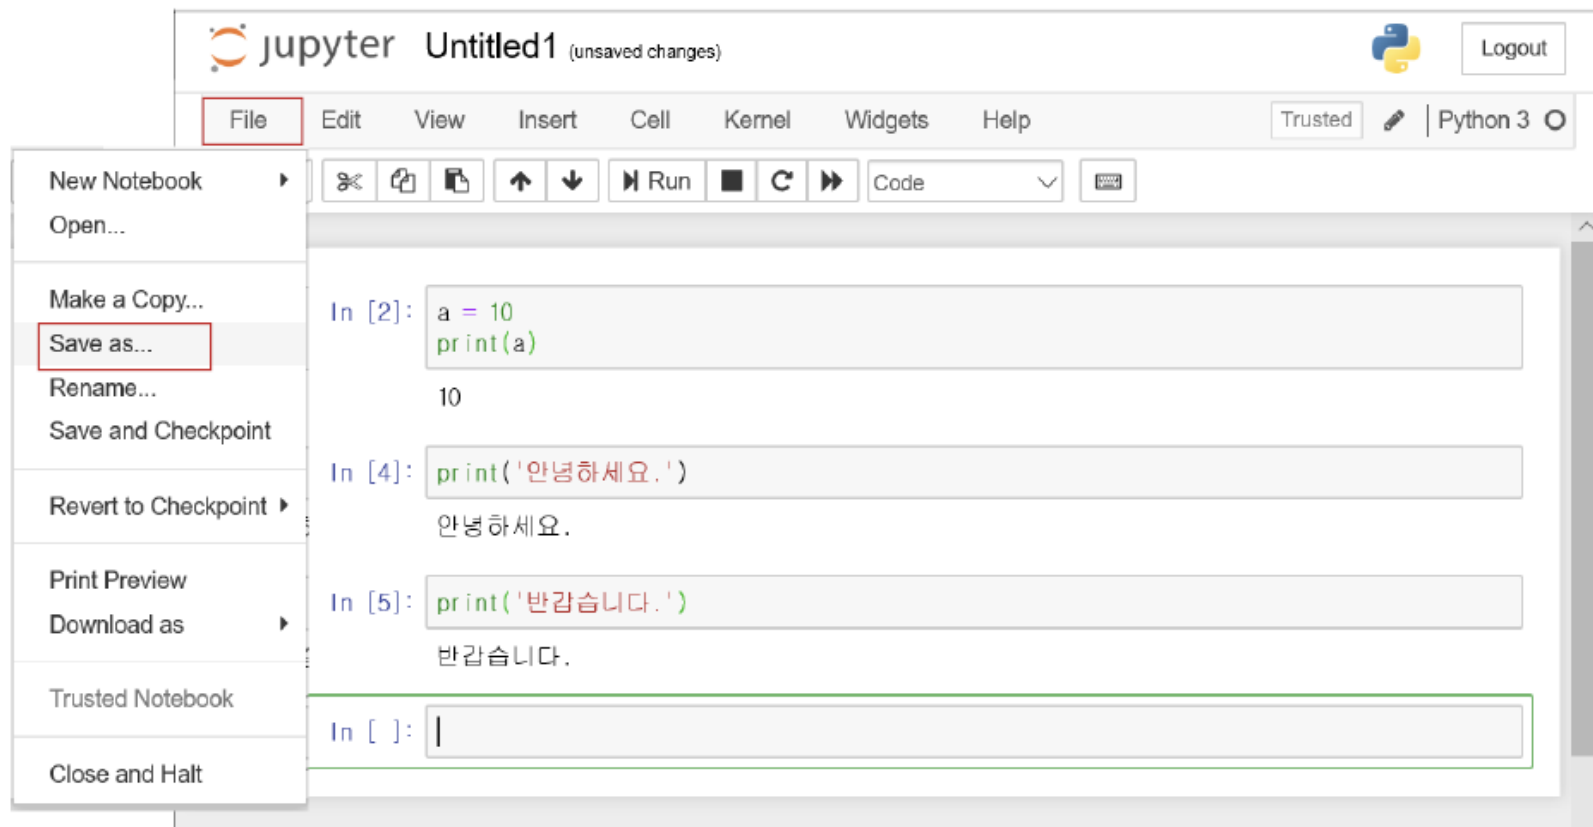 jupyter Untitled1 (unsaved changes) Logout
File Edit View Insert Cell Kernel Widgets Help Trusted Python 3
New Notebook
Run Code
Open...
Make a Copy...
Save as...
Rename...
Save and Checkpoint
Revert to Checkpoint
Print Preview
Download as
Trusted Notebook
Close and Halt
In [2]: a = 10
print(a)
10
In [4]: print('안녕하세요.')
안녕하세요.
In [5]: print('반갑습니다.')
반갑습니다.
In [ ]: